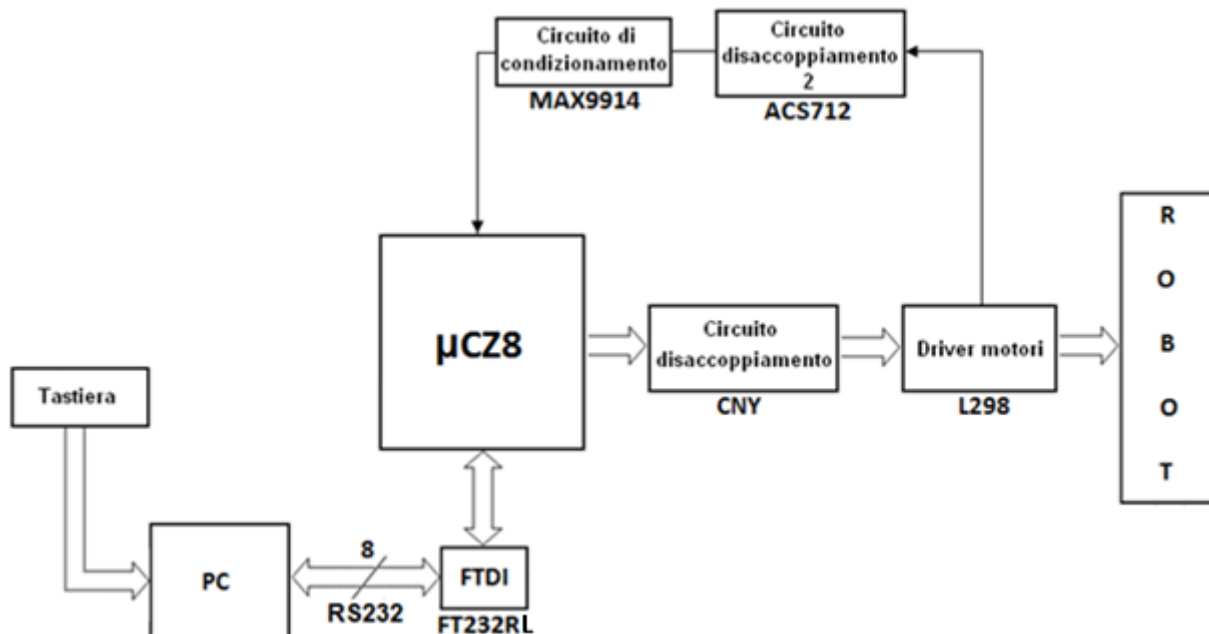 Circuito di
condizionamento
MAX9914
Circuito
disaccoppiamento
2
ACS712
R
O
B
O
T
µCZ8
Circuito
disaccoppiamento
CNY
Driver motori
L298
Tastiera
PC
8
RS232
FTDI
FT232RL